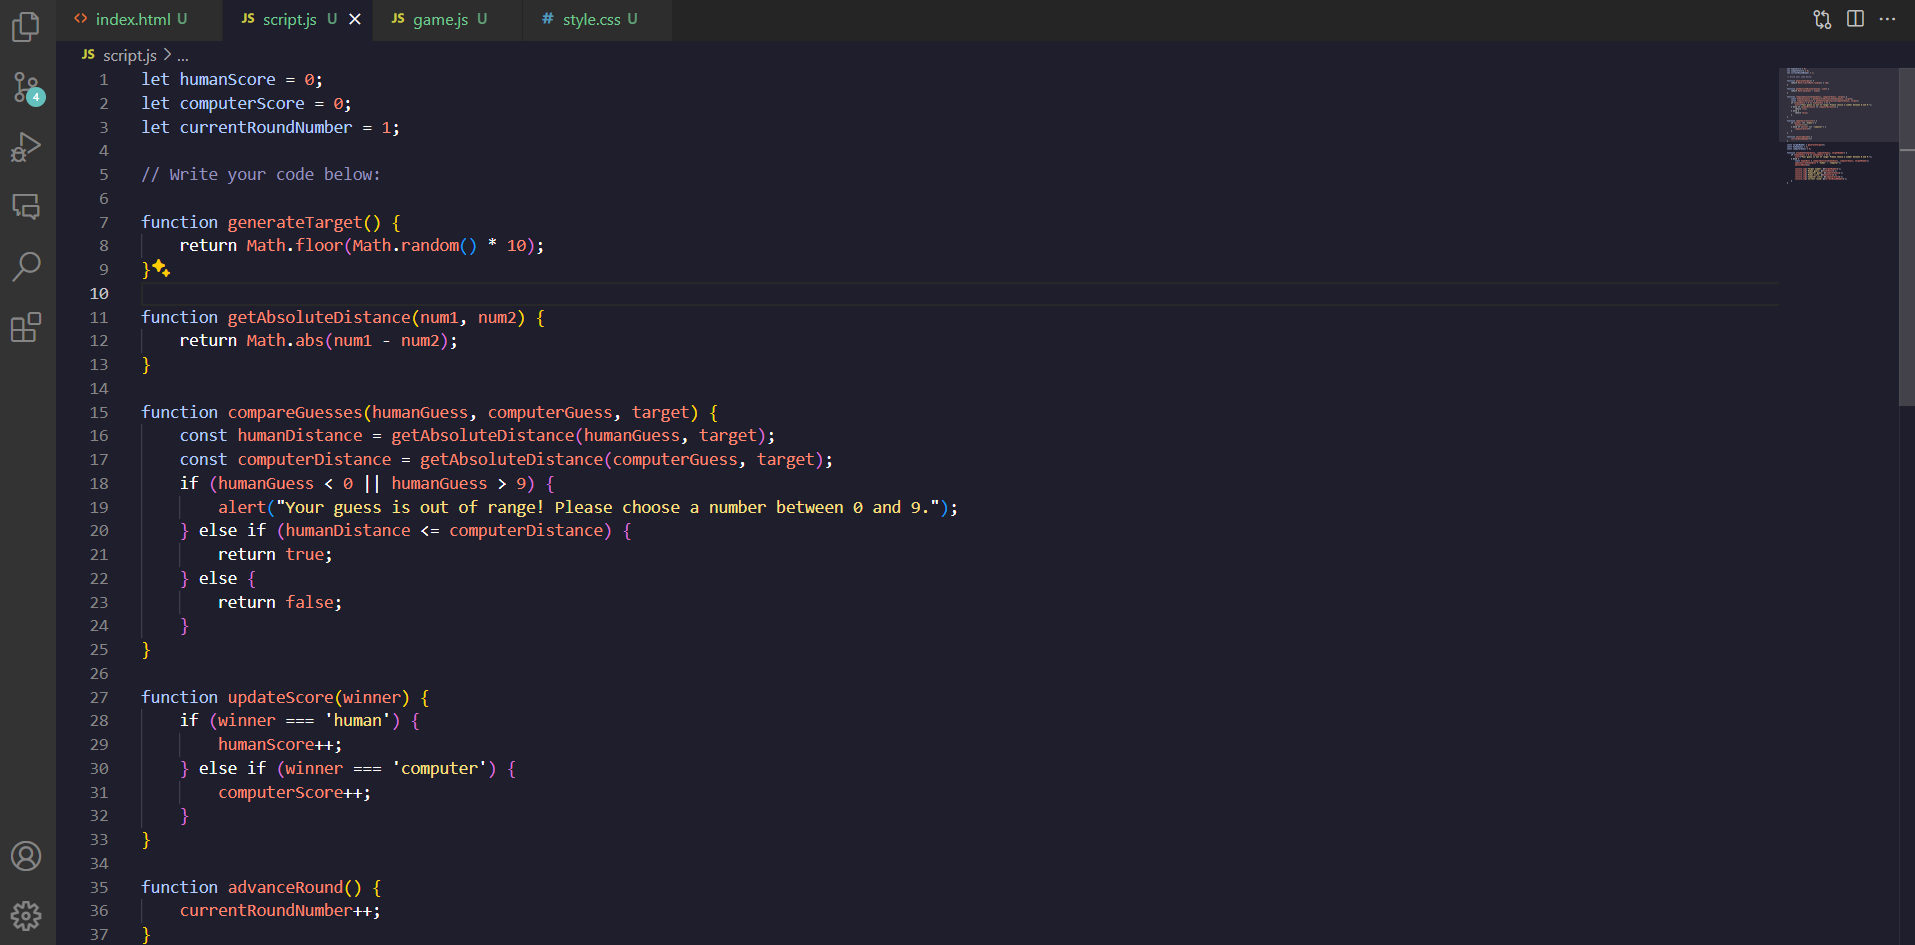 index.html U
JS script.js U
JS game.js U
# style.css U
JS script.js > ...
4
1 let humanScore = 0;
2 let computerScore = 0;
3 let currentRoundNumber = 1;
4
5 // Write your code below:
6
7 function generateTarget() {
8 return Math.floor(Math.random() * 10);
9 }
10
11 function getAbsoluteDistance(num1, num2) {
12 return Math.abs(num1 - num2);
13 }
14
15 function compareGuesses(humanGuess, computerGuess, target) {
16 const humanDistance = getAbsoluteDistance(humanGuess, target);
17 const computerDistance = getAbsoluteDistance(computerGuess, target);
18 if (humanGuess < 0 || humanGuess > 9) {
19 alert("Your guess is out of range! Please choose a number between 0 and 9.");
20 } else if (humanDistance <= computerDistance) {
21 return true;
22 } else {
23 return false;
24 }
25 }
26
27 function updateScore(winner) {
28 if (winner === 'human') {
29 humanScore++;
30 } else if (winner === 'computer') {
31 computerScore++;
32 }
33 }
34
35 function advanceRound() {
36 currentRoundNumber++;
37 }